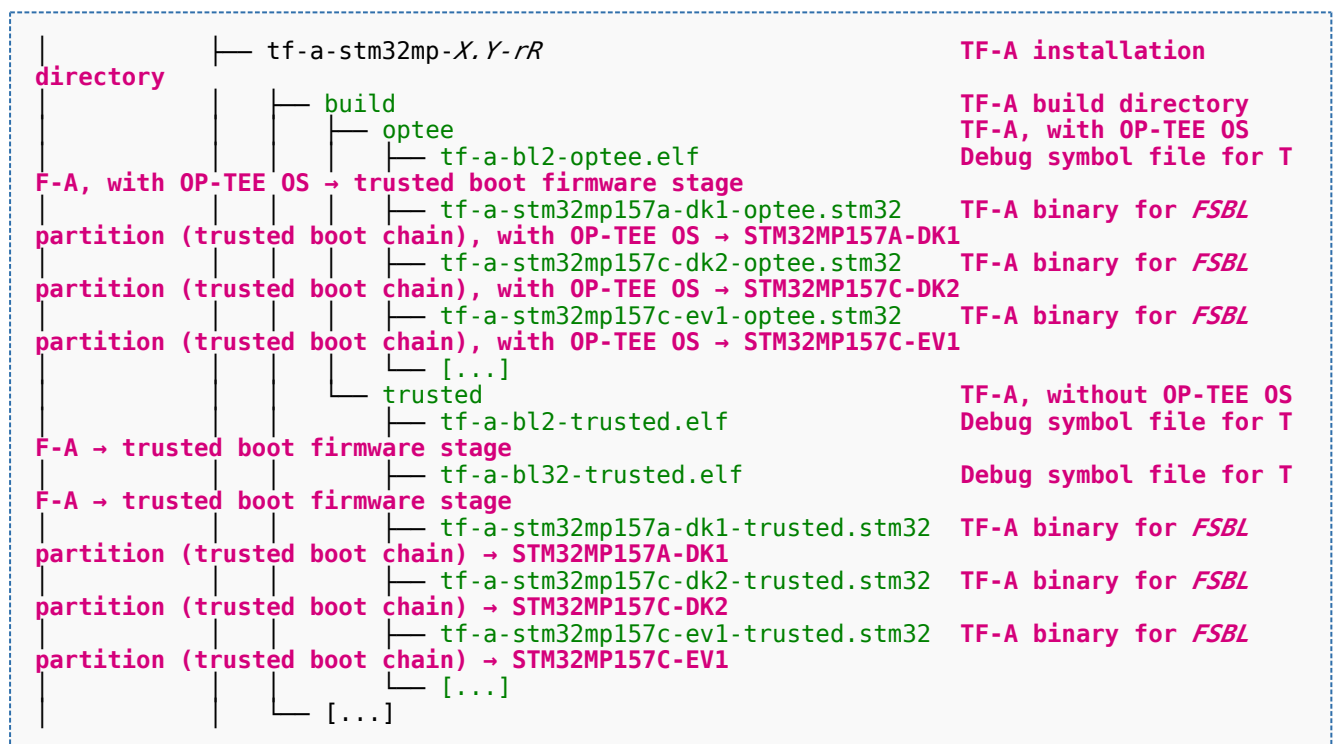 │ │ ├── tf-a-stm32mp-X.Y-rR TF-A installation
directory
│ │ │ ├── build TF-A build directory
│ │ │ │ ├── optee TF-A, with OP-TEE OS
│ │ │ │ │ ├── tf-a-bl2-optee.elf Debug symbol file for T
F-A, with OP-TEE OS → trusted boot firmware stage
│ │ │ │ │ ├── tf-a-stm32mp157a-dk1-optee.stm32 TF-A binary for FSBL
partition (trusted boot chain), with OP-TEE OS → STM32MP157A-DK1
│ │ │ │ │ ├── tf-a-stm32mp157c-dk2-optee.stm32 TF-A binary for FSBL
partition (trusted boot chain), with OP-TEE OS → STM32MP157C-DK2
│ │ │ │ │ ├── tf-a-stm32mp157c-ev1-optee.stm32 TF-A binary for FSBL
partition (trusted boot chain), with OP-TEE OS → STM32MP157C-EV1
│ │ │ │ └── [...]
│ │ │ └── trusted TF-A, without OP-TEE OS
│ │ │ ├── tf-a-bl2-trusted.elf Debug symbol file for T
F-A → trusted boot firmware stage
│ │ │ ├── tf-a-bl32-trusted.elf Debug symbol file for T
F-A → trusted boot firmware stage
│ │ │ ├── tf-a-stm32mp157a-dk1-trusted.stm32 TF-A binary for FSBL
partition (trusted boot chain) → STM32MP157A-DK1
│ │ │ ├── tf-a-stm32mp157c-dk2-trusted.stm32 TF-A binary for FSBL
partition (trusted boot chain) → STM32MP157C-DK2
│ │ │ ├── tf-a-stm32mp157c-ev1-trusted.stm32 TF-A binary for FSBL
partition (trusted boot chain) → STM32MP157C-EV1
│ │ │ └── [...]
│ │ └── [...]